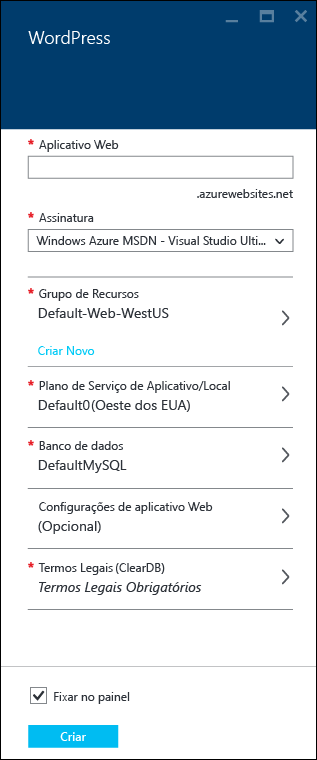 WordPress
* Aplicativo Web
.azurewebsites.net
* Assinatura
Windows Azure MSDN - Visual Studio Ulti...
* Grupo de Recursos
Default-Web-WestUS
Criar Novo
* Plano de Serviço de Aplicativo/Local
Default0(Oeste dos EUA)
* Banco de dados
DefaultMySQL
Configurações de aplicativo Web
(Opcional)
* Termos Legais (ClearDB)
Termos Legais Obrigatórios
Fixar no painel
Criar